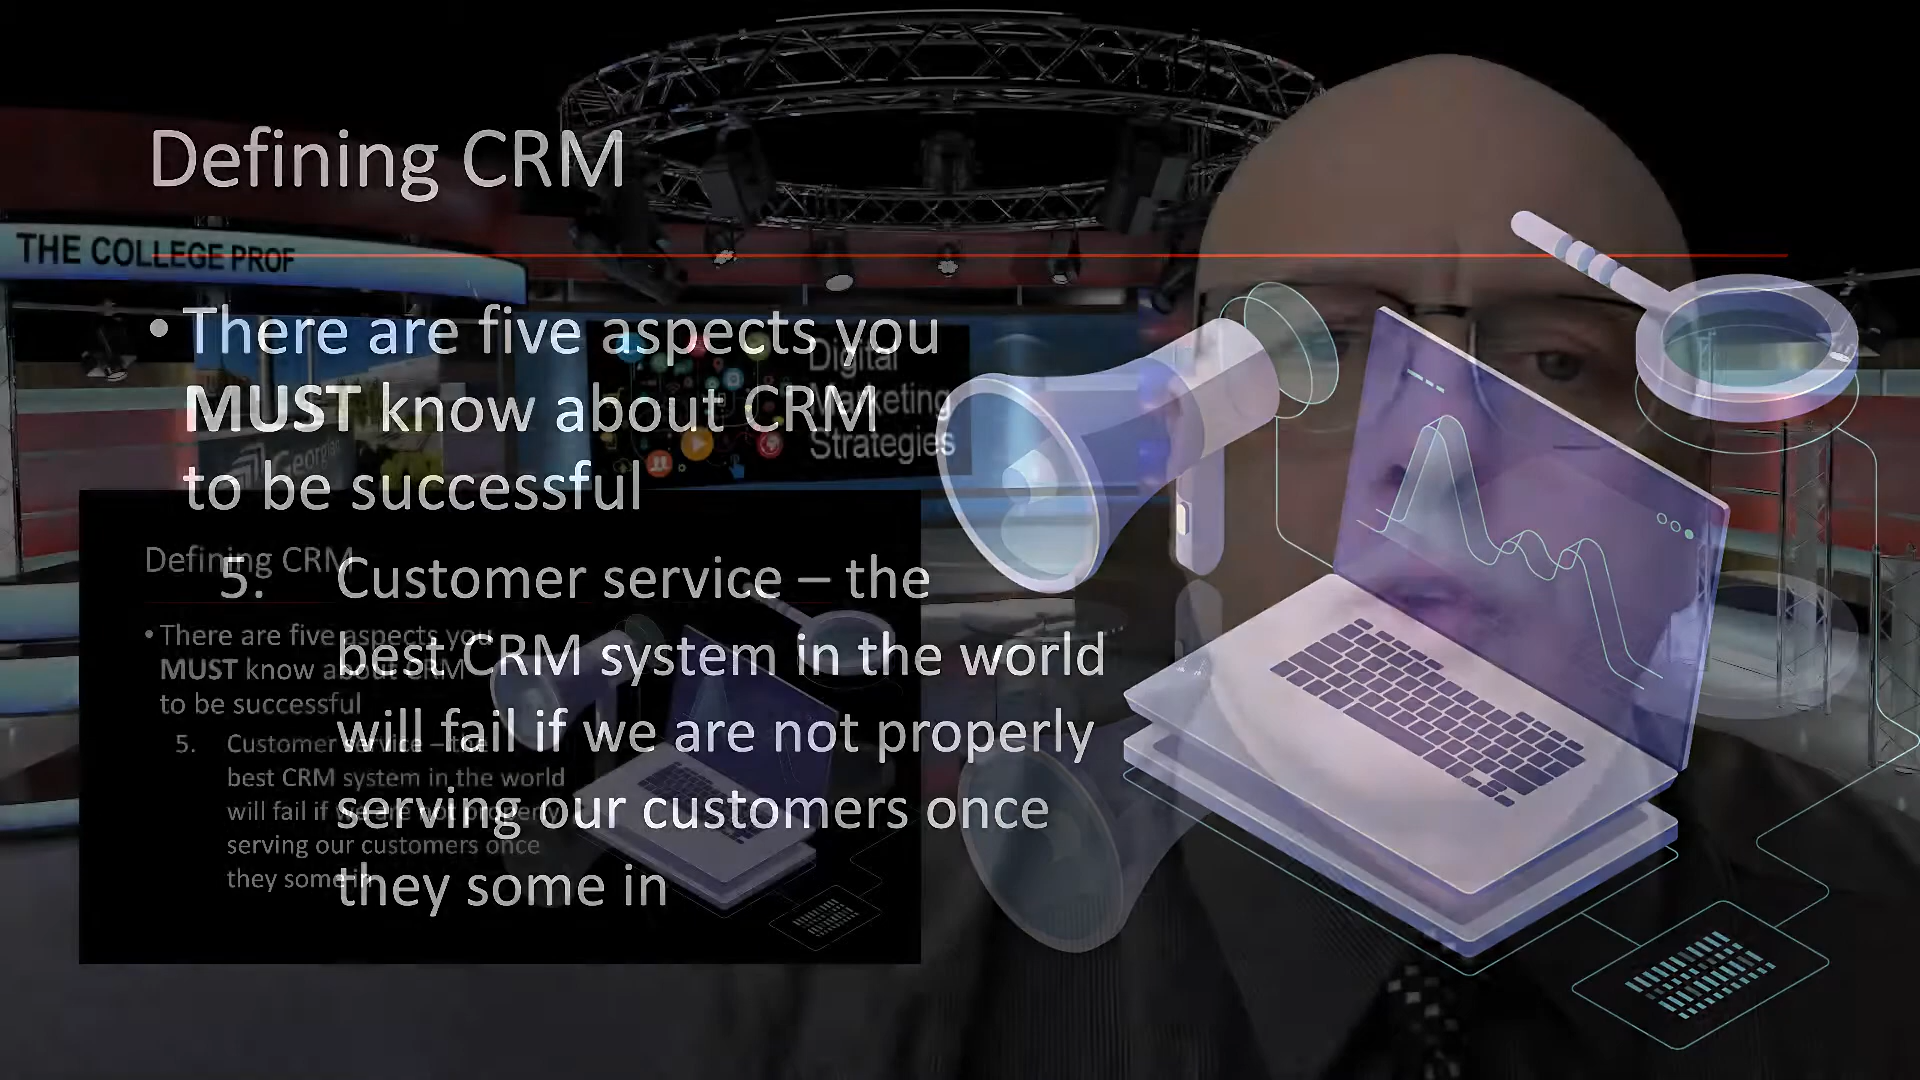 Defining CRM
THE COLLEGE PROF
• There are five aspects you
MUST know about CRM
to be successful
Digital
Marketing
Strategies
Georgian
5. Customer service – the
best CRM system in the world
will fail if we are not properly
serving our customers once
they some in
Defining CRM
• There are five aspects you
MUST know about CRM
to be successful
5. Customer service – the
best CRM system in the world
will fail if we are not properly
serving our customers once
they some in